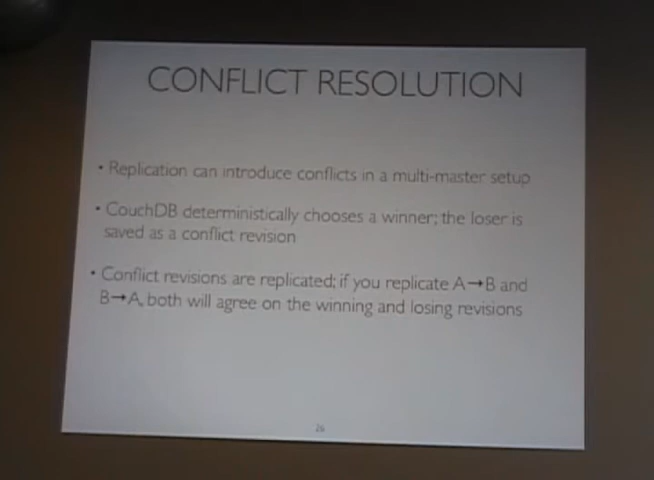 CONFLICT RESOLUTION
• Replication can introduce conflicts in a multi-master setup
• CouchDB deterministically chooses a winner; the loser is
saved as a conflict revision
• Conflict revisions are replicated; if you replicate A→B and
B→A, both will agree on the winning and losing revisions
26